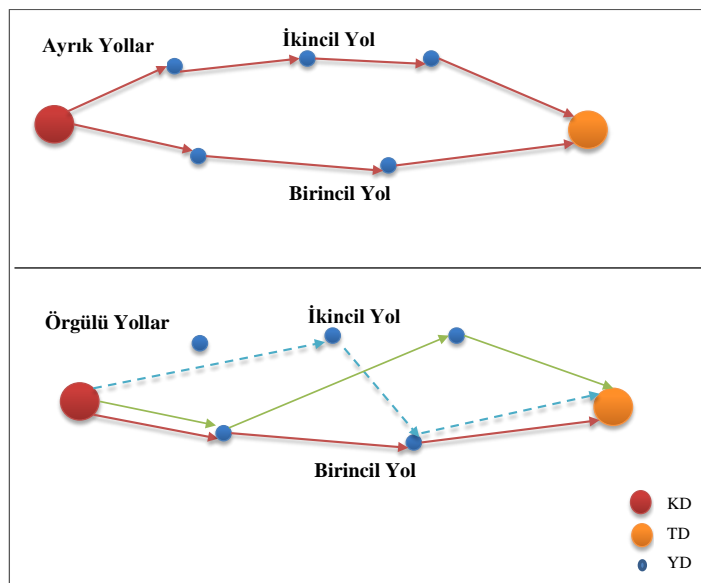 Ayrık Yollar
İkincil Yol
Birincil Yol
Örgülü Yollar
İkincil Yol
Birincil Yol
KD
TD
YD